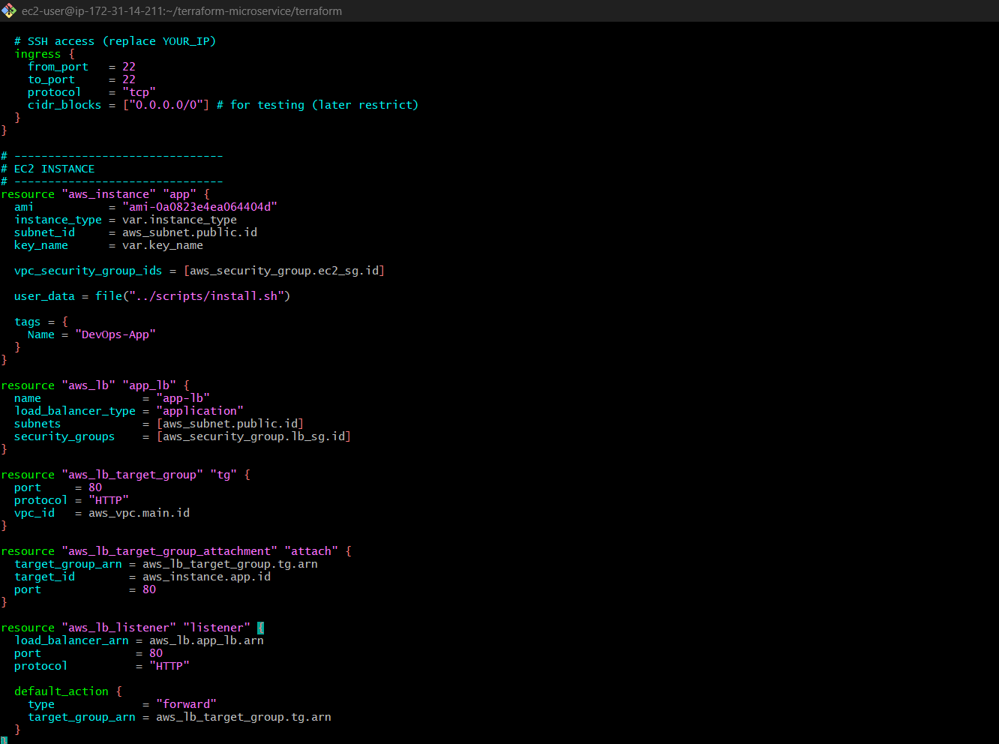 ec2-user@ip-172-31-14-211:~/terraform-microservice/terraform
# SSH access (replace YOUR_IP)
ingress {
from_port   = 22
to_port     = 22
protocol    = "tcp"
cidr_blocks = ["0.0.0.0/0"] # for testing (later restrict)
}
}
# -------------------------------
# EC2 INSTANCE
# -------------------------------
resource "aws_instance" "app" {
ami           = "ami-0a0823e4ea064404d"
instance_type = var.instance_type
subnet_id     = aws_subnet.public.id
key_name      = var.key_name
vpc_security_group_ids = [aws_security_group.ec2_sg.id]
user_data = file("../scripts/install.sh")
tags = {
Name = "DevOps-App"
}
}
resource "aws_lb" "app_lb" {
name               = "app-lb"
load_balancer_type = "application"
subnets            = [aws_subnet.public.id]
security_groups    = [aws_security_group.lb_sg.id]
}
resource "aws_lb_target_group" "tg" {
port     = 80
protocol = "HTTP"
vpc_id   = aws_vpc.main.id
}
resource "aws_lb_target_group_attachment" "attach" {
target_group_arn = aws_lb_target_group.tg.arn
target_id        = aws_instance.app.id
port             = 80
}
resource "aws_lb_listener" "listener" {
load_balancer_arn = aws_lb.app_lb.arn
port              = 80
protocol          = "HTTP"
default_action {
type             = "forward"
target_group_arn = aws_lb_target_group.tg.arn
}
}